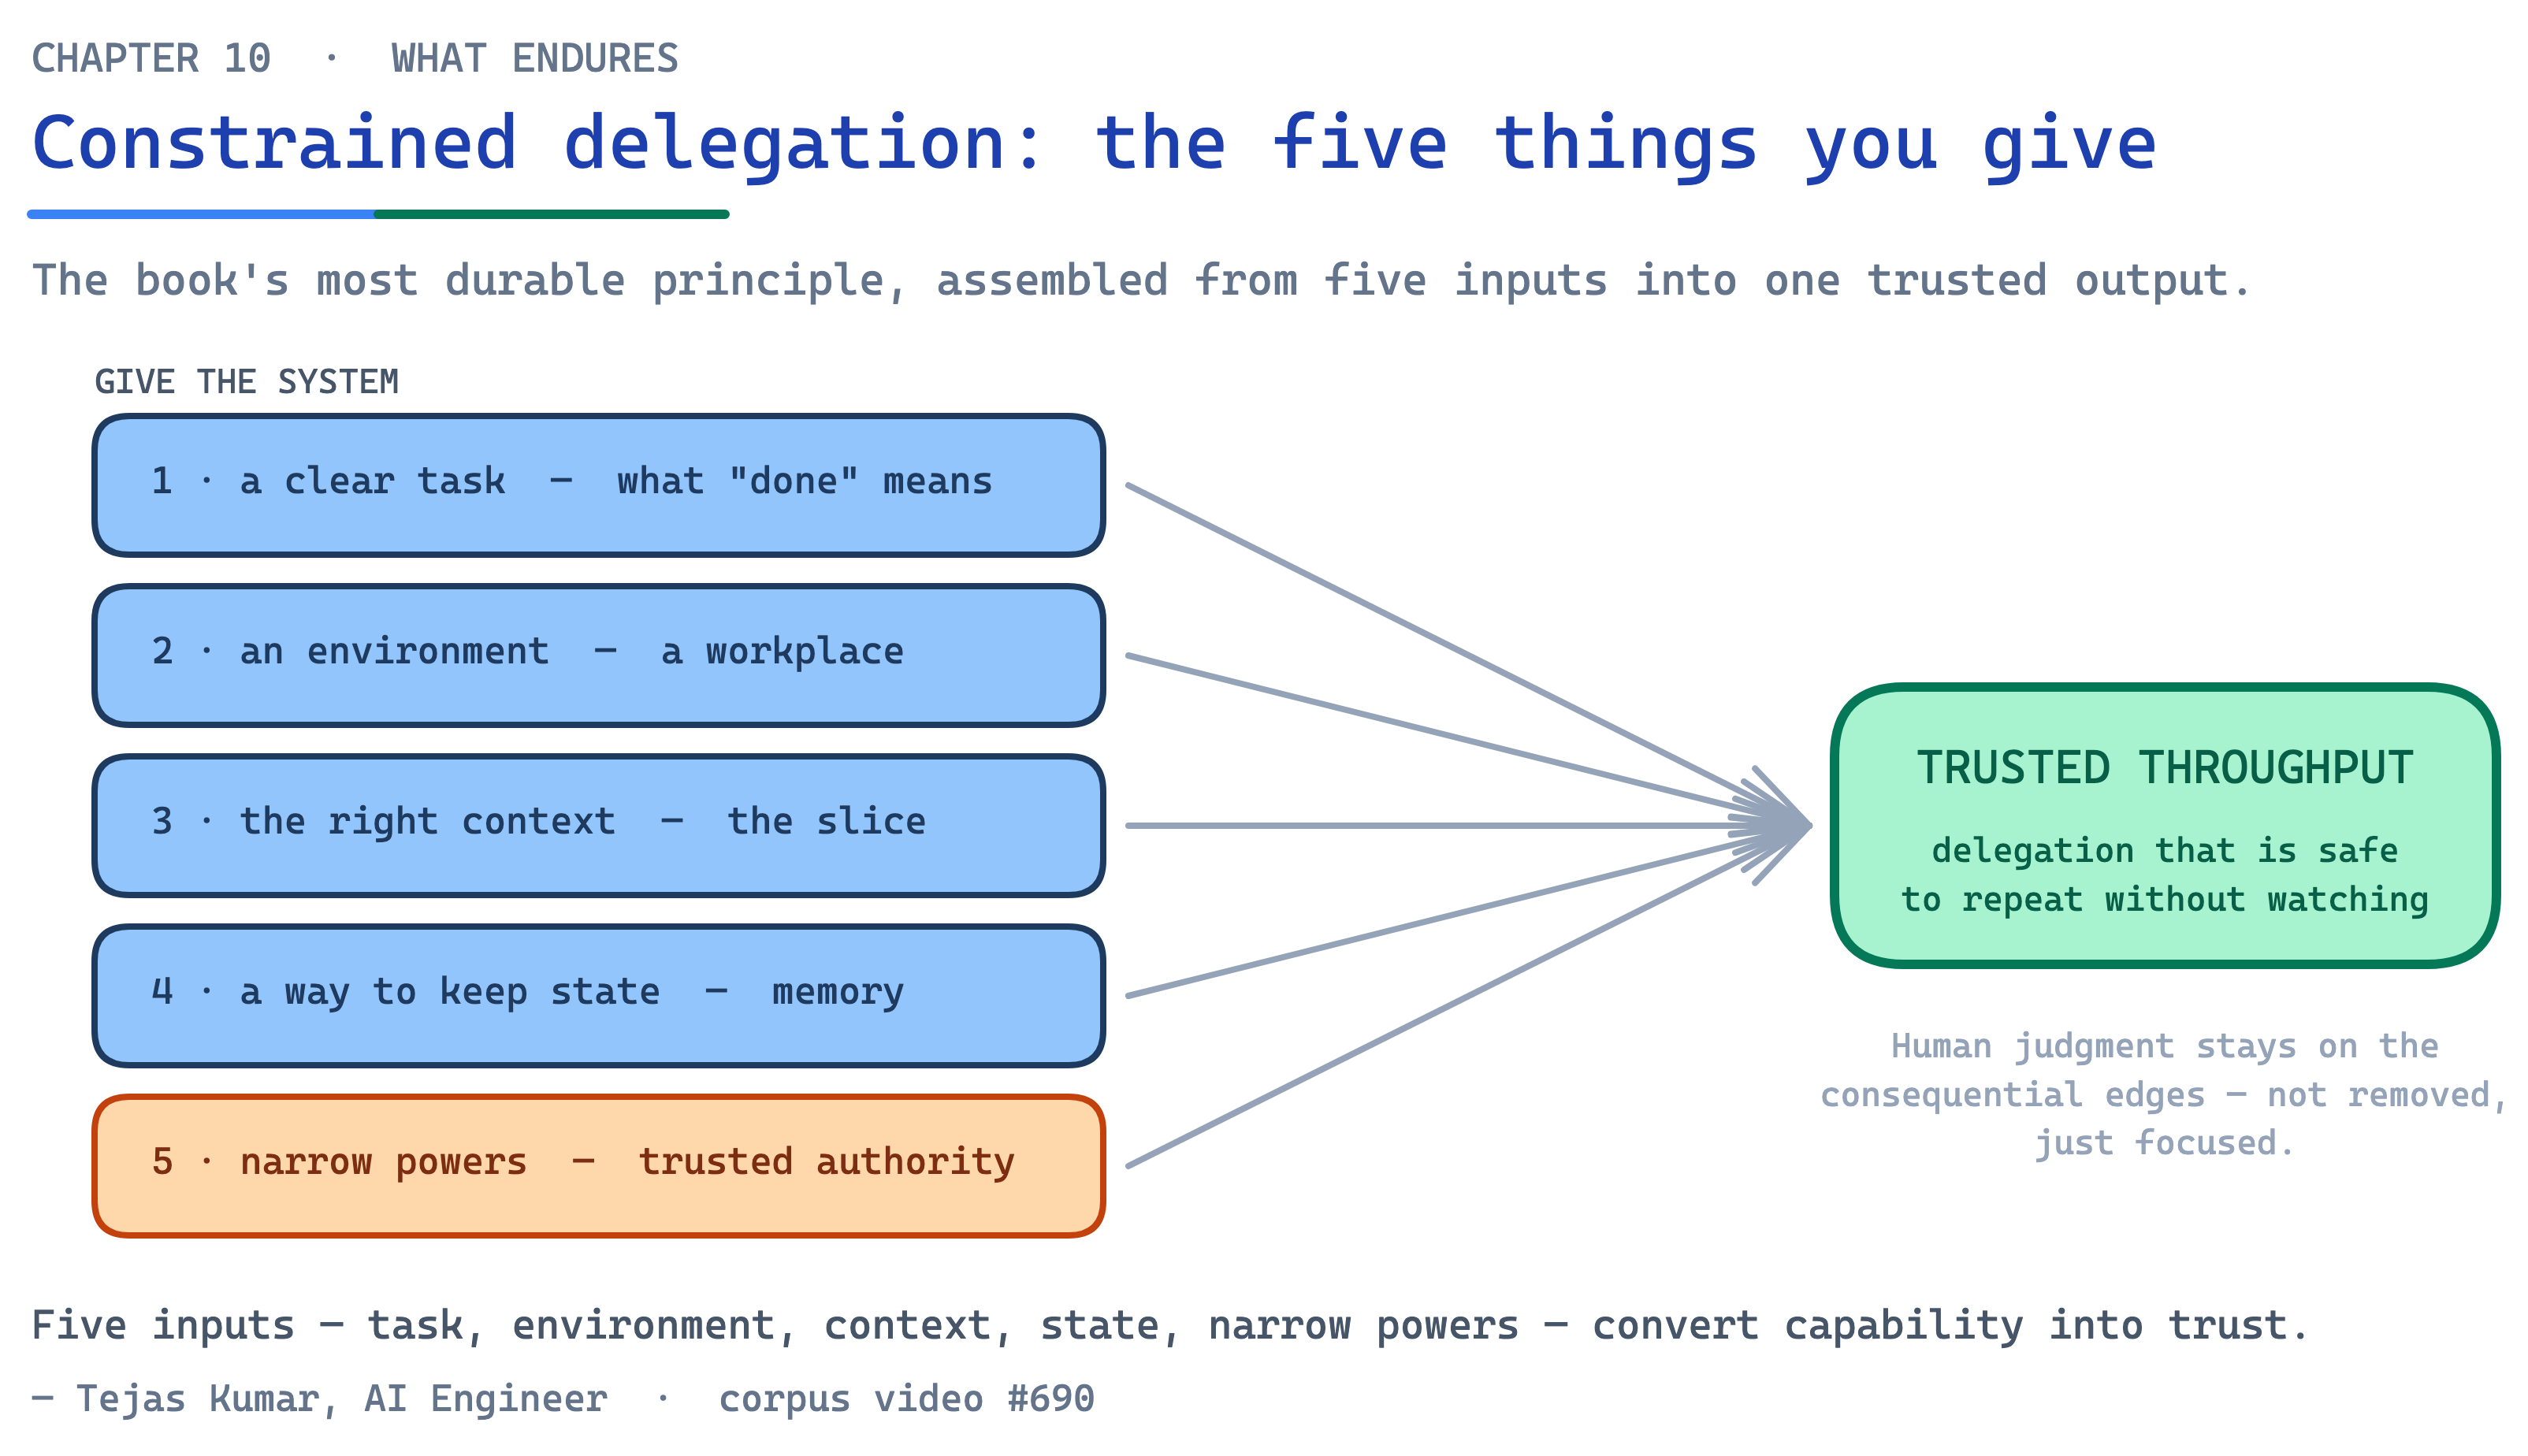 CHAPTER 10 · WHAT ENDURES
Constrained delegation: the five things you give
The book's most durable principle, assembled from five inputs into one trusted output.
GIVE THE SYSTEM
1 · a clear task — what "done" means
2 · an environment — a workplace
3 · the right context — the slice
4 · a way to keep state — memory
5 · narrow powers — trusted authority
TRUSTED THROUGHPUT
delegation that is safe
to repeat without watching
Human judgment stays on the
consequential edges — not removed,
just focused.
Five inputs — task, environment, context, state, narrow powers — convert capability into trust.
— Tejas Kumar, AI Engineer · corpus video #690